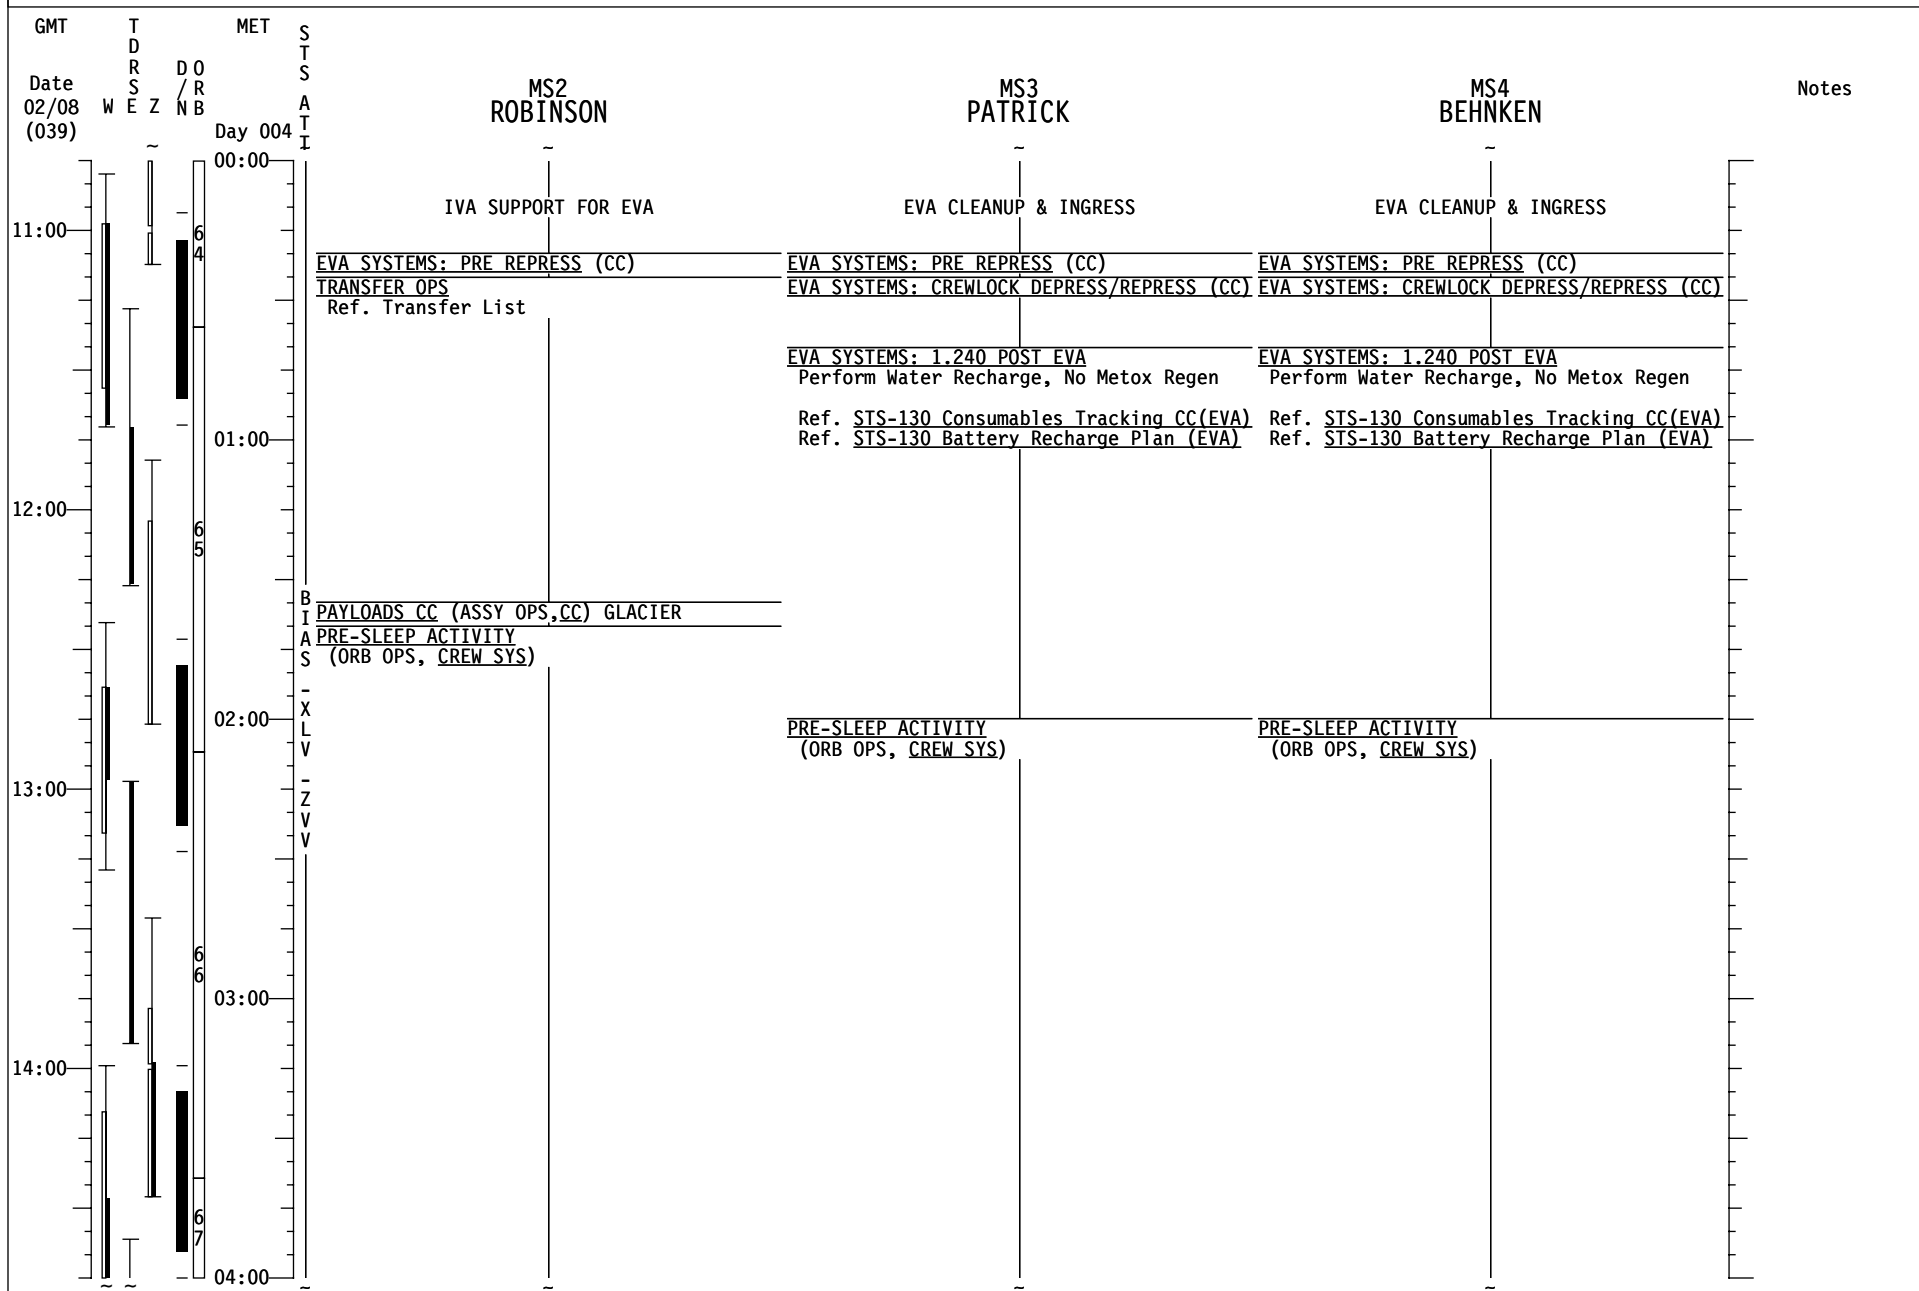 GMT
TDRS
MET
STS ATT
Date
02/08
(039)
W E Z
D/N
ORB
Day 004
MS2
ROBINSON
MS3
PATRICK
MS4
BEHNKEN
Notes
~ ~ ~ ~ ~
00:00
IVA SUPPORT FOR EVA
EVA CLEANUP & INGRESS
EVA CLEANUP & INGRESS
11:00
64
EVA SYSTEMS: PRE REPRESS (CC)
EVA SYSTEMS: PRE REPRESS (CC)
EVA SYSTEMS: PRE REPRESS (CC)
TRANSFER OPS
Ref. Transfer List
EVA SYSTEMS: CREWLOCK DEPRESS/REPRESS (CC)
EVA SYSTEMS: CREWLOCK DEPRESS/REPRESS (CC)
EVA SYSTEMS: 1.240 POST EVA
Perform Water Recharge, No Metox Regen
Ref. STS-130 Consumables Tracking CC(EVA)
Ref. STS-130 Battery Recharge Plan (EVA)
EVA SYSTEMS: 1.240 POST EVA
Perform Water Recharge, No Metox Regen
Ref. STS-130 Consumables Tracking CC(EVA)
Ref. STS-130 Battery Recharge Plan (EVA)
01:00
12:00
65
BIAS -XLV -ZVV
PAYLOADS CC (ASSY OPS,CC) GLACIER
PRE-SLEEP ACTIVITY
(ORB OPS, CREW SYS)
02:00
PRE-SLEEP ACTIVITY
(ORB OPS, CREW SYS)
PRE-SLEEP ACTIVITY
(ORB OPS, CREW SYS)
13:00
66
03:00
14:00
67
04:00
~ ~ ~ ~ ~ ~